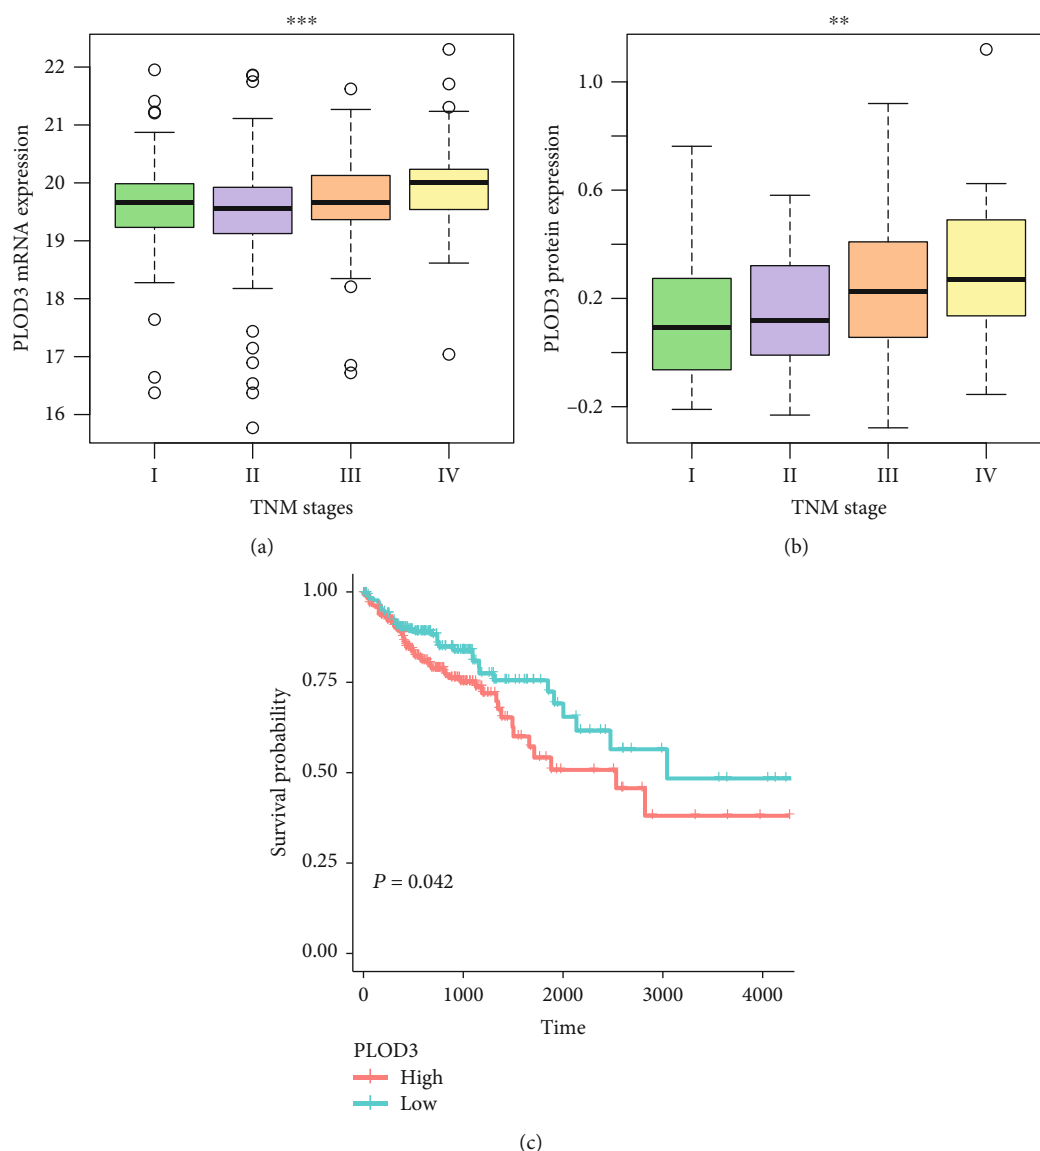 ***
PLOD3 mRNA expression
22
21
20
19
18
17
16
I II III IV
TNM stages
(a)
**
PLOD3 protein expression
1.0
0.6
0.2
–0.2
I II III IV
TNM stage
(b)
Survival probability
1.00
0.75
0.50
0.25
0.00
P = 0.042
0 1000 2000 3000 4000
Time
PLOD3
High
Low
(c)